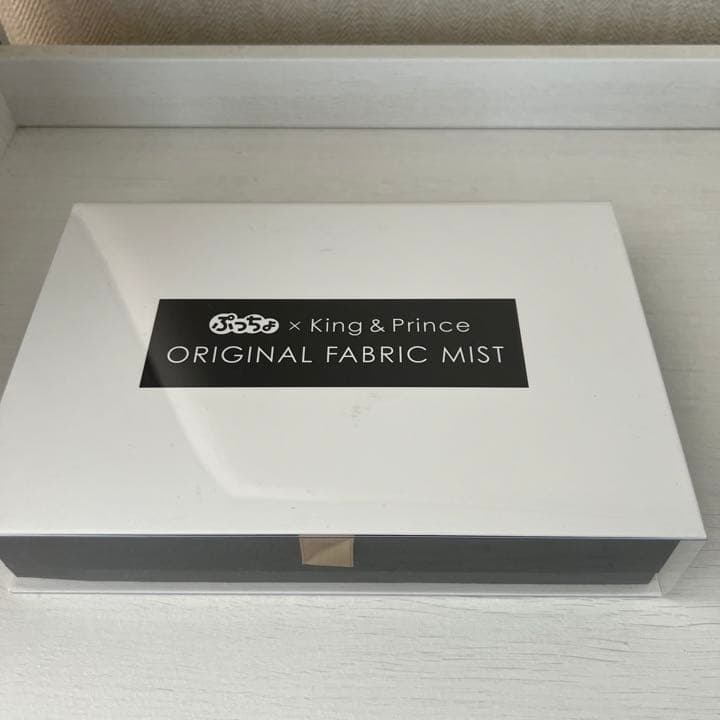 ぷっちょ × King & Prince
ORIGINAL FABRIC MIST